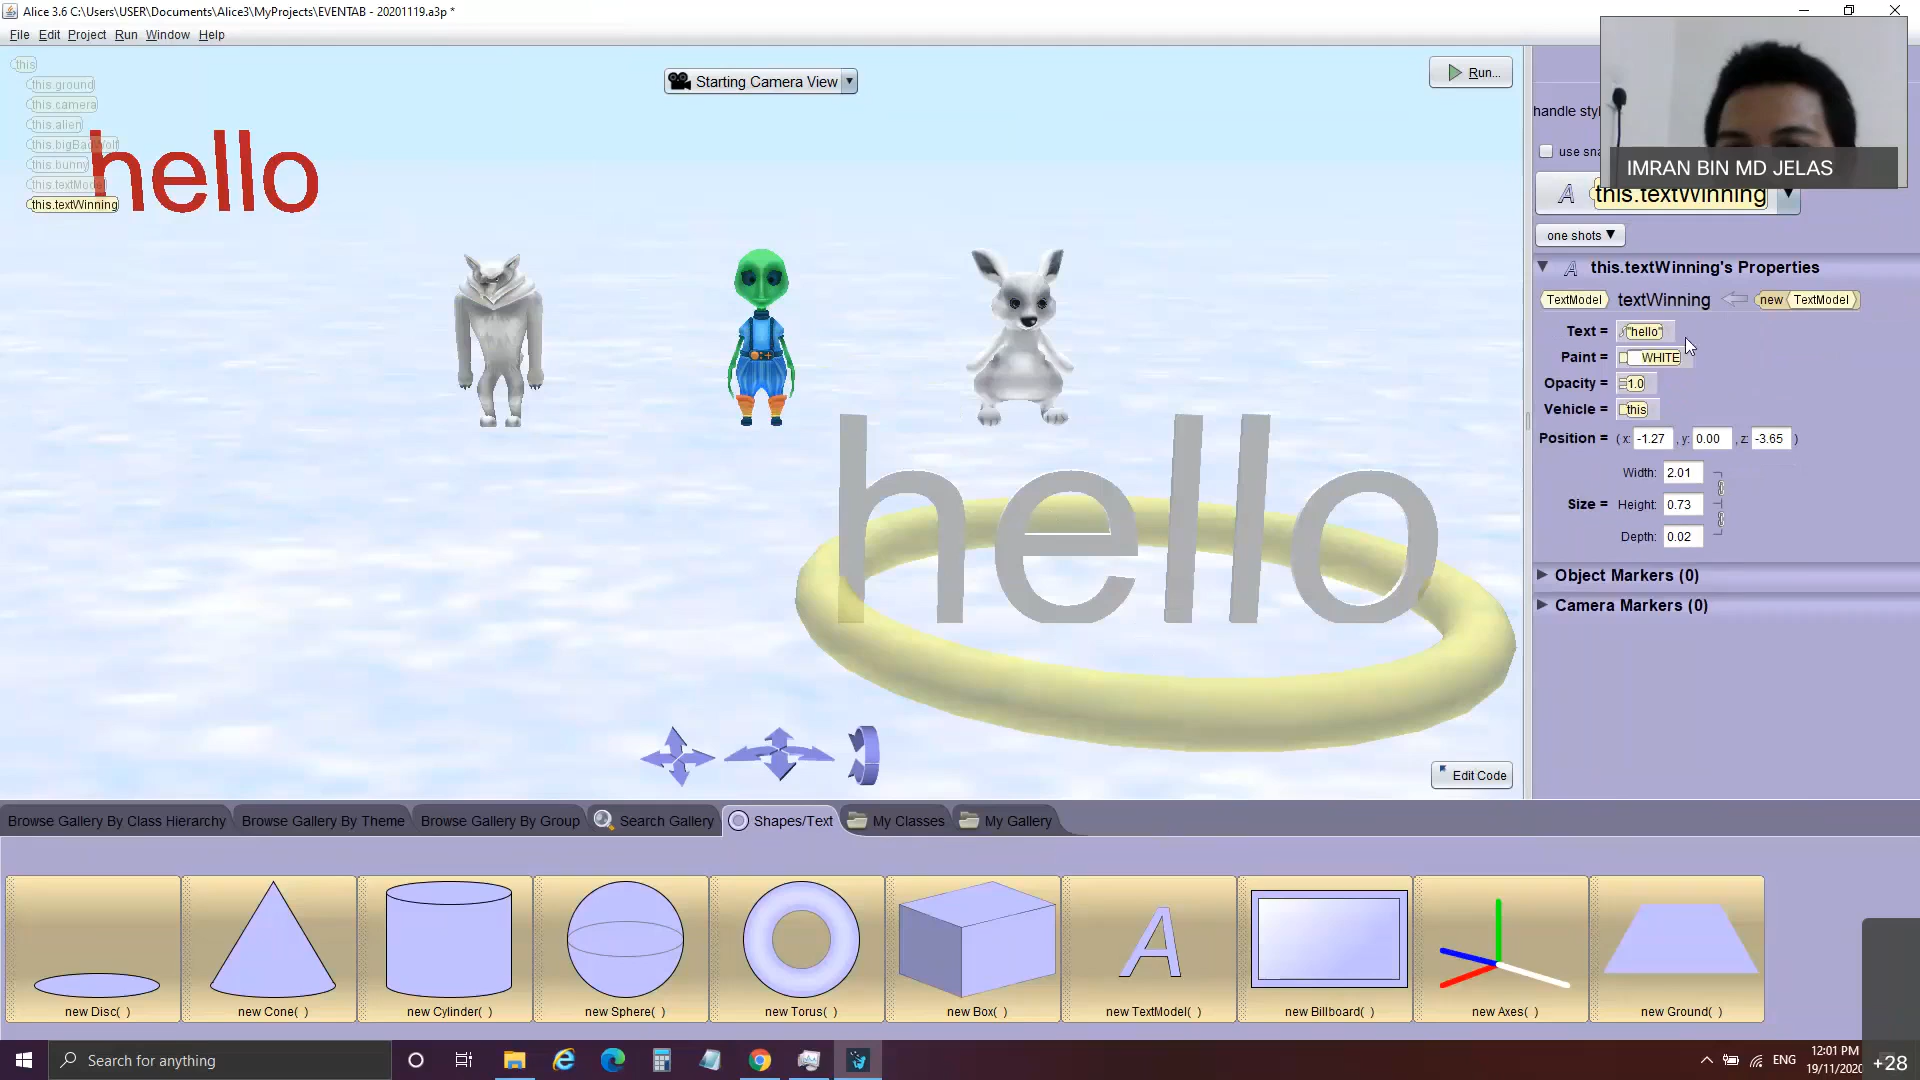 Alice 3.6 C:\Users\USER\Documents\Alice3\MyProjects\EVENTAB - 20201119.a3p *
File Edit Project Run Window Help
this
this.ground
this.camera
this.alien
this.bigBadWolf
this.bunny
this.textModel
this.textWinning
hello
Starting Camera View
Run...
handle styl
use sna
IMRAN BIN MD JELAS
this.textWinning
one shots
this.textWinning's Properties
TextModel textWinning new TextModel
Text = "hello"
Paint = WHITE
Opacity = 1.0
Vehicle = this
Position = ( x: -1.27 , y: 0.00 , z: -3.65 )
Width: 2.01
Size = Height: 0.73
Depth: 0.02
Object Markers (0)
Camera Markers (0)
hello
Edit Code
Browse Gallery By Class Hierarchy Browse Gallery By Theme Browse Gallery By Group Search Gallery Shapes/Text My Classes My Gallery
A
new Disc( ) new Cone( ) new Cylinder( ) new Sphere( ) new Torus( ) new Box( ) new TextModel( ) new Billboard( ) new Axes( ) new Ground( )
Search for anything
ENG
12:01 PM
19/11/2020
+28